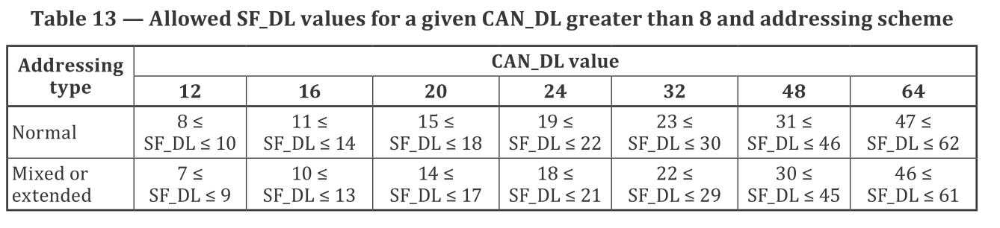 Table 13 — Allowed SF_DL values for a given CAN_DL greater than 8 and addressing scheme
Addressing type CAN_DL value
12 16 20 24 32 48 64
Normal 8 ≤ SF_DL ≤ 10 11 ≤ SF_DL ≤ 14 15 ≤ SF_DL ≤ 18 19 ≤ SF_DL ≤ 22 23 ≤ SF_DL ≤ 30 31 ≤ SF_DL ≤ 46 47 ≤ SF_DL ≤ 62
Mixed or extended 7 ≤ SF_DL ≤ 9 10 ≤ SF_DL ≤ 13 14 ≤ SF_DL ≤ 17 18 ≤ SF_DL ≤ 21 22 ≤ SF_DL ≤ 29 30 ≤ SF_DL ≤ 45 46 ≤ SF_DL ≤ 61